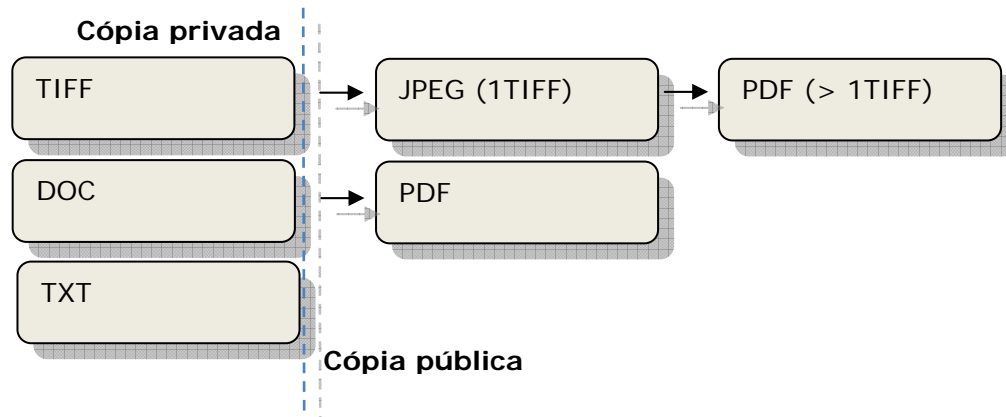 Cópia privada
TIFF
JPEG (1TIFF)
PDF (> 1TIFF)
DOC
PDF
TXT
Cópia pública